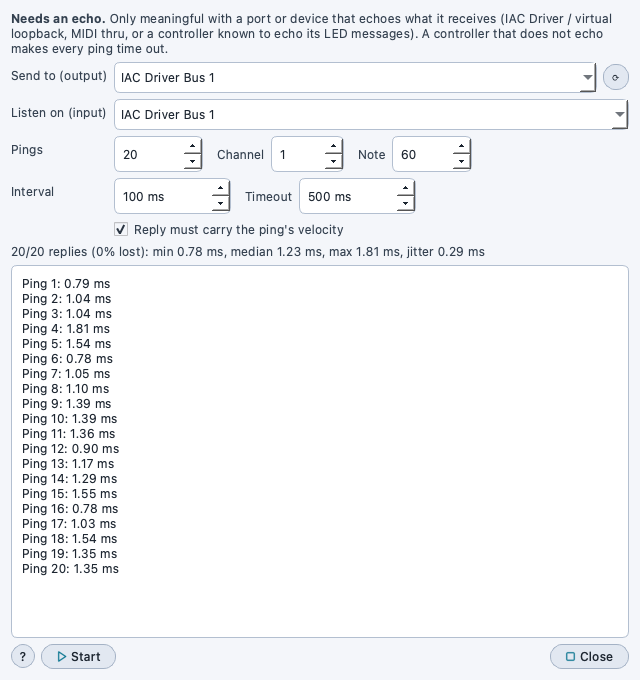 Needs an echo. Only meaningful with a port or device that echoes what it receives (IAC Driver / virtual
loopback, MIDI thru, or a controller known to echo its LED messages). A controller that does not echo
makes every ping time out.
Send to (output) IAC Driver Bus 1
Listen on (input) IAC Driver Bus 1
Pings 20 Channel 1 Note 60
Interval 100 ms Timeout 500 ms
Reply must carry the ping's velocity
20/20 replies (0% lost): min 0.78 ms, median 1.23 ms, max 1.81 ms, jitter 0.29 ms
Ping 1: 0.79 ms
Ping 2: 1.04 ms
Ping 3: 1.04 ms
Ping 4: 1.81 ms
Ping 5: 1.54 ms
Ping 6: 0.78 ms
Ping 7: 1.05 ms
Ping 8: 1.10 ms
Ping 9: 1.39 ms
Ping 10: 1.39 ms
Ping 11: 1.36 ms
Ping 12: 0.90 ms
Ping 13: 1.17 ms
Ping 14: 1.29 ms
Ping 15: 1.55 ms
Ping 16: 0.78 ms
Ping 17: 1.03 ms
Ping 18: 1.54 ms
Ping 19: 1.35 ms
Ping 20: 1.35 ms
? Start Close